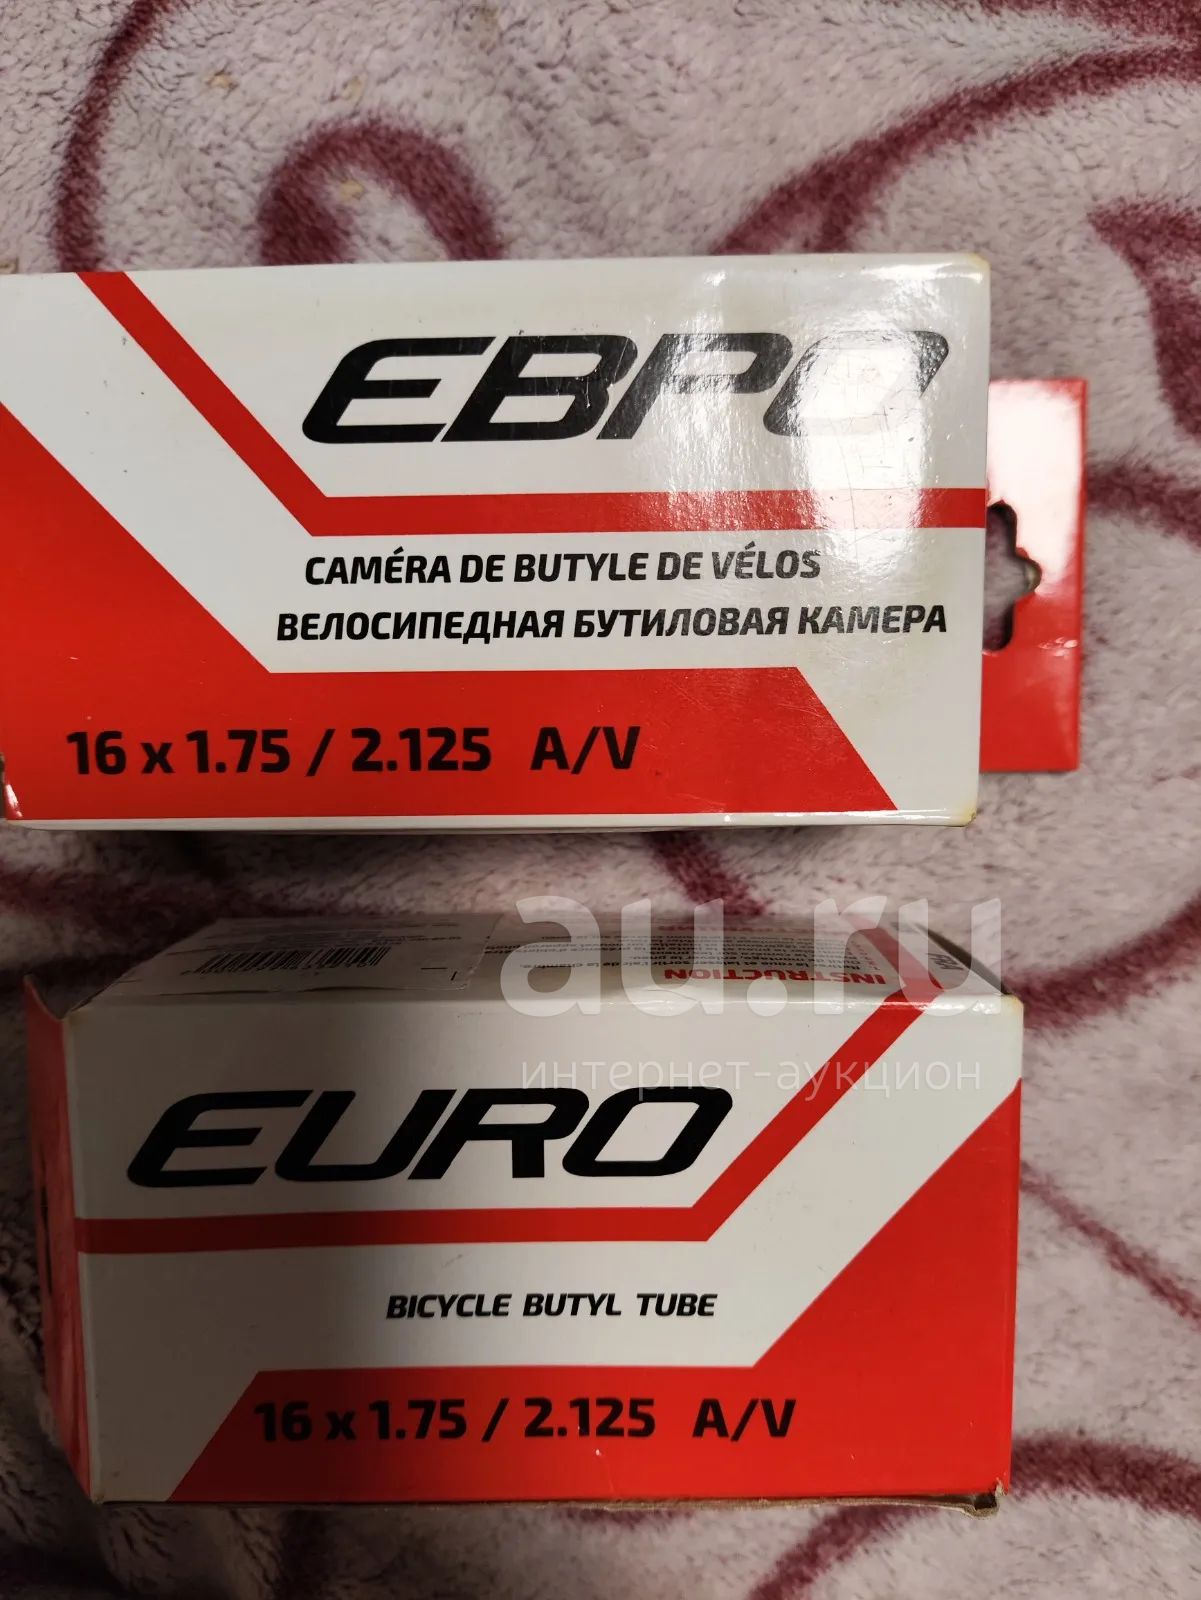 ЕВРО
CAMÉRA DE BUTYLE DE VÉLOS
ВЕЛОСИПЕДНАЯ БУТИЛОВАЯ КАМЕРА
16 x 1.75 / 2.125 A/V
au.ru
INSTRUCTION
интернет-аукцион
EURO
BICYCLE BUTYL TUBE
16 x 1.75 / 2.125 A/V